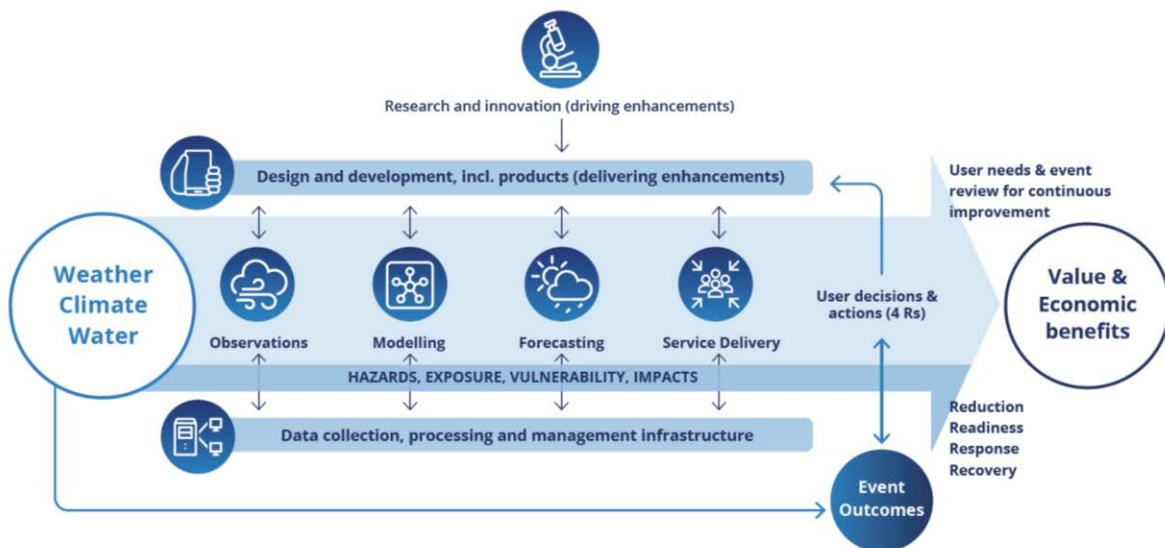 Research and innovation (driving enhancements)
Design and development, incl. products (delivering enhancements)
User needs & event
review for continuous
improvement
Weather
Climate
Water
Observations
Modelling
Forecasting
Service Delivery
User decisions &
actions (4 Rs)
Value &
Economic
benefits
HAZARDS, EXPOSURE, VULNERABILITY, IMPACTS
Data collection, processing and management infrastructure
Reduction
Readiness
Response
Recovery
Event
Outcomes